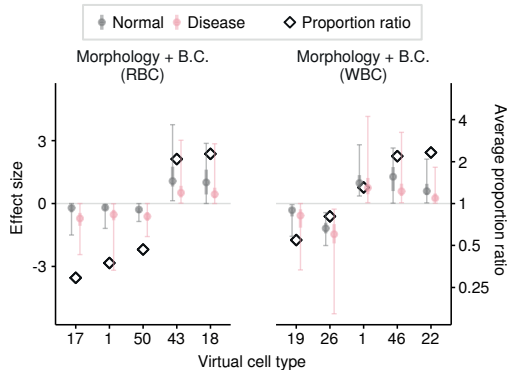 Normal Disease Proportion ratio
Morphology + B.C.
(RBC)
Morphology + B.C.
(WBC)
Effect size
3
0
-3
17 1 50 43 18
19 26 1 46 22
4
2
1
0.5
0.25
Average proportion ratio
Virtual cell type